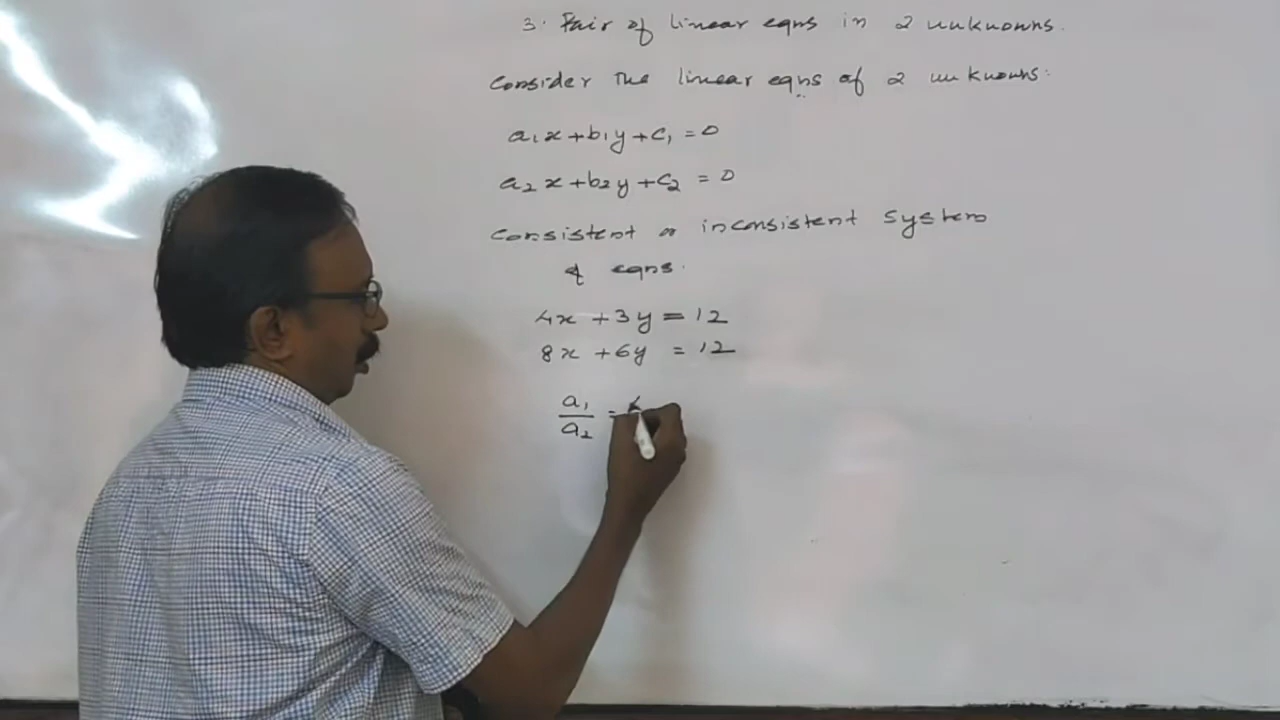 3. Pair of linear eqns in 2 unknowns.
Consider the linear eqns of 2 unknowns:
a₁x + b₁y + c₁ = 0
a₂x + b₂y + c₂ = 0
Consistent or inconsistent system
of eqns.
4x + 3y = 12
8x + 6y = 12
a₁/a₂ =